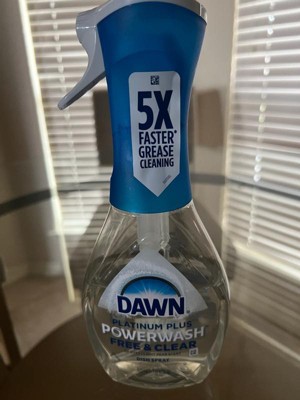 5X
FASTER*
GREASE
CLEANING
DAWN
PLATINUM PLUS
POWERWASH
FREE & CLEAR
DISH SPRAY